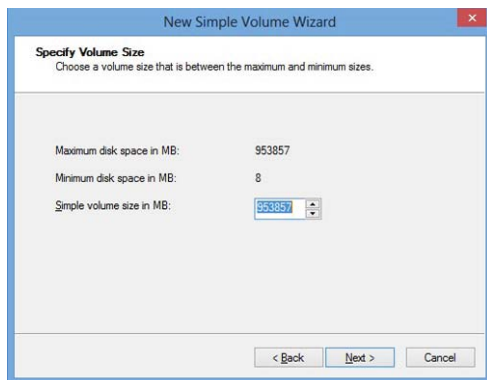 New Simple Volume Wizard
Specify Volume Size
Choose a volume size that is between the maximum and minimum sizes.
Maximum disk space in MB: 953857
Minimum disk space in MB: 8
Simple volume size in MB: 953857
< Back Next > Cancel